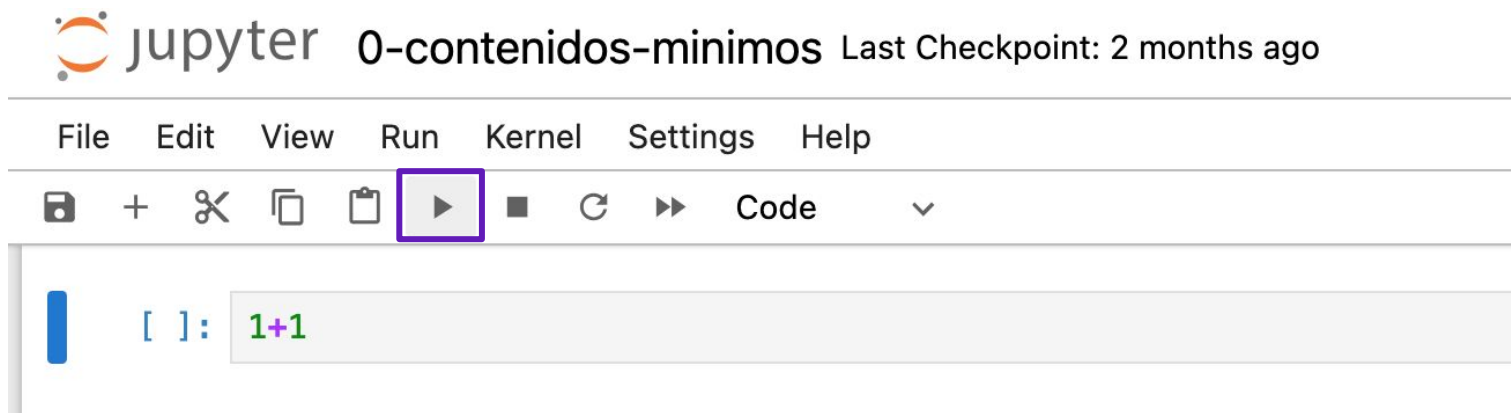 jupyter 0-contenidos-minimos Last Checkpoint: 2 months ago
File Edit View Run Kernel Settings Help
Code
[ ]: 1+1